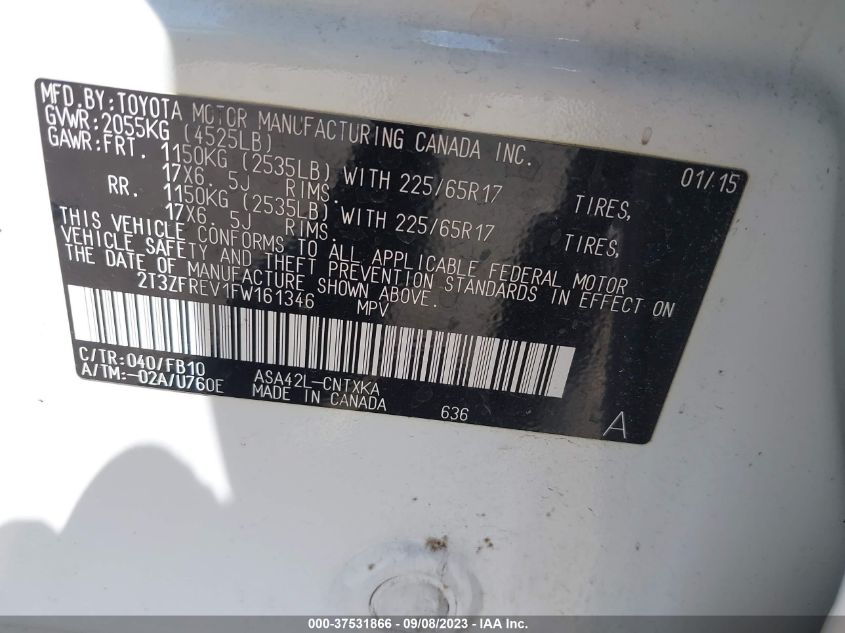 MFD.BY:TOYOTA MOTOR MANUFACTURING CANADA INC.
GVWR:2055KG (4525LB) 01/15
GAWR:FRT. 1150KG (2535LB) WITH 225/65R17 TIRES,
17X6.5J RIMS.
RR. 1150KG (2535LB) WITH 225/65R17 TIRES,
17X6.5J RIMS.
THIS VEHICLE CONFORMS TO ALL APPLICABLE FEDERAL MOTOR
VEHICLE SAFETY AND THEFT PREVENTION STANDARDS IN EFFECT ON
THE DATE OF MANUFACTURE SHOWN ABOVE.
2T3ZFREV1FW161346 MPV
C/TR:040/FB10 ASA42L-CNTXKA
A/TM:-02A/U760E MADE IN CANADA 636 A
000-37531866 - 09/08/2023 - IAA Inc.